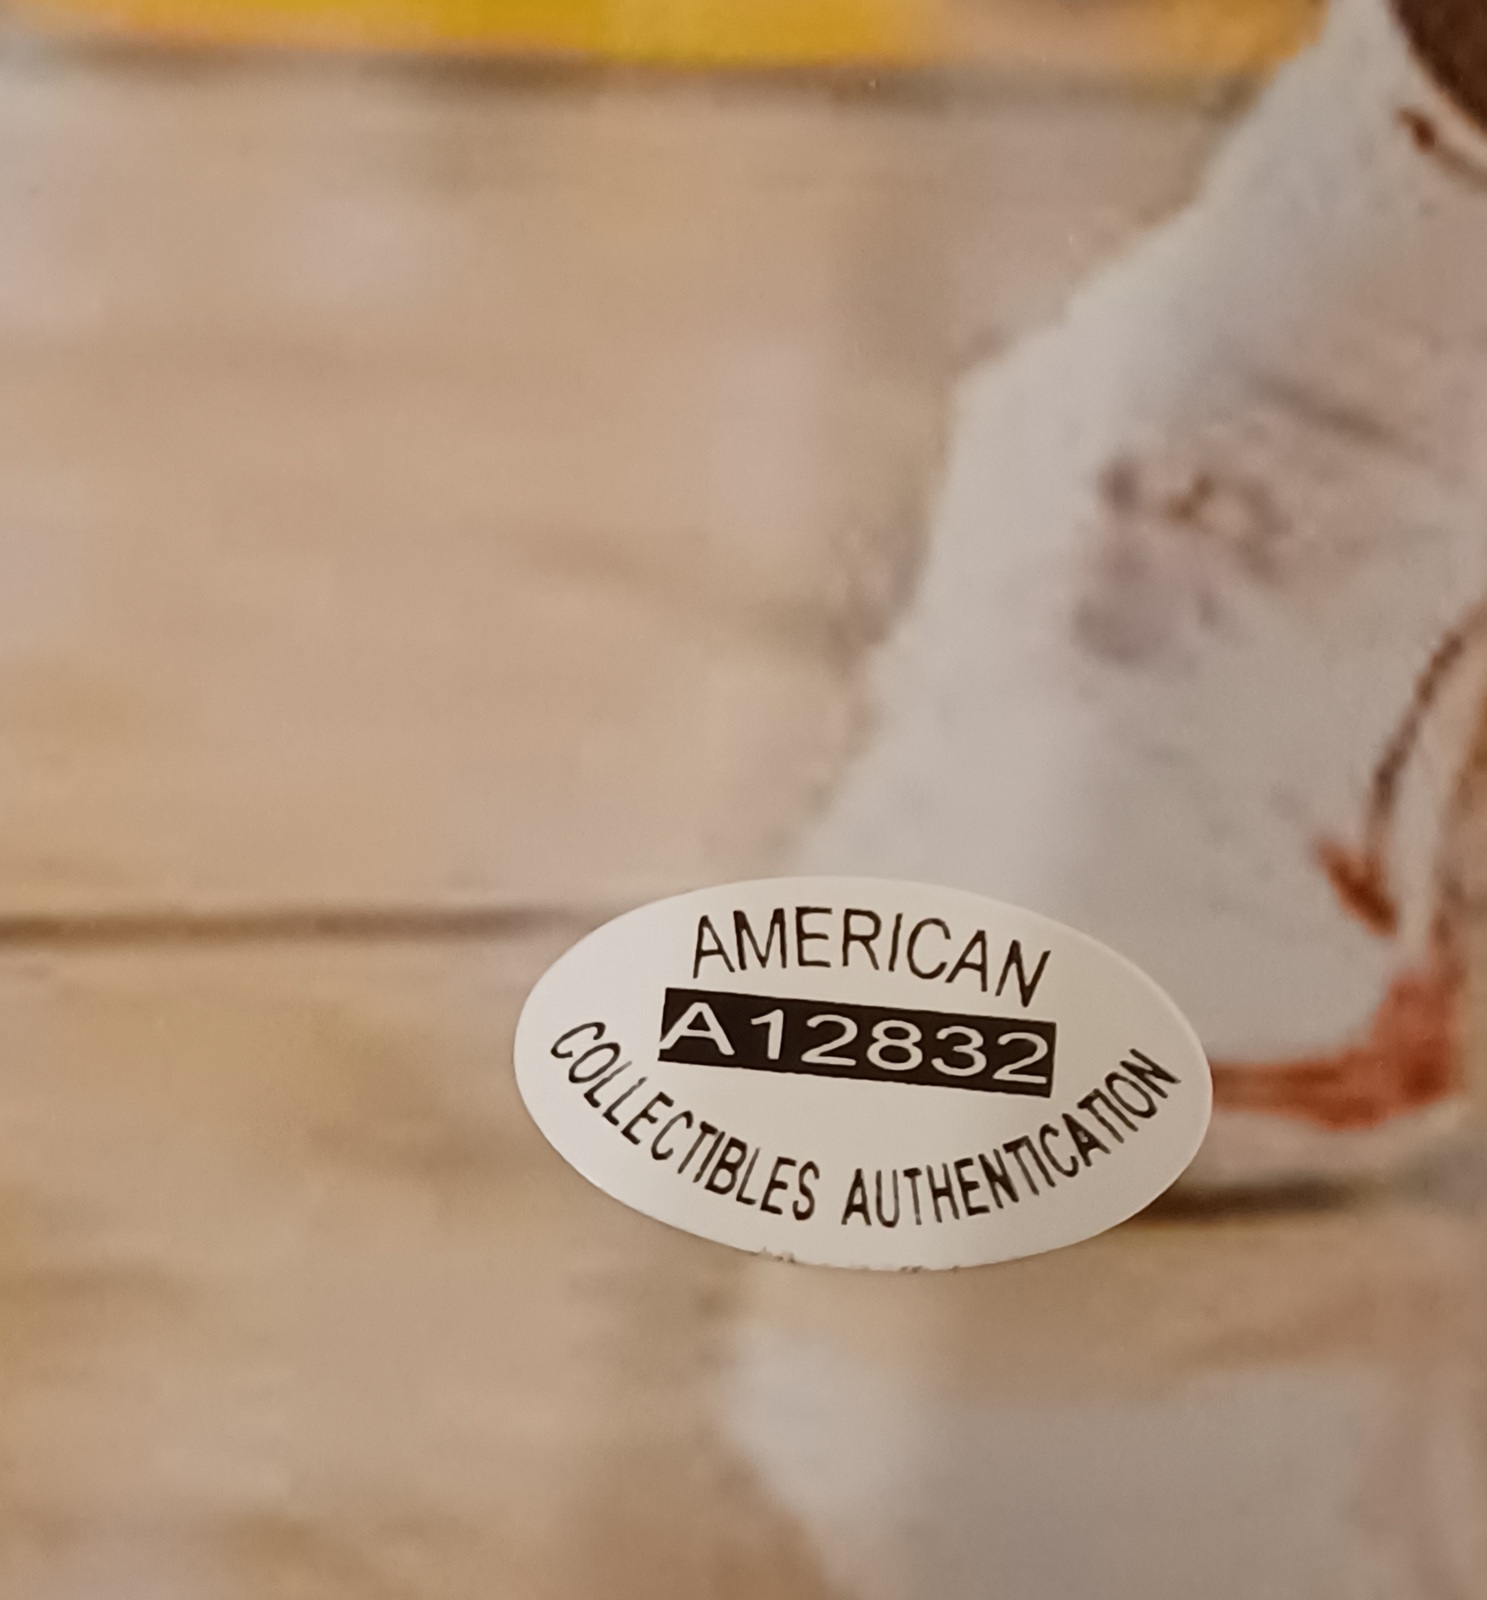 AMERICAN
A12832
COLLECTIBLES AUTHENTICATION